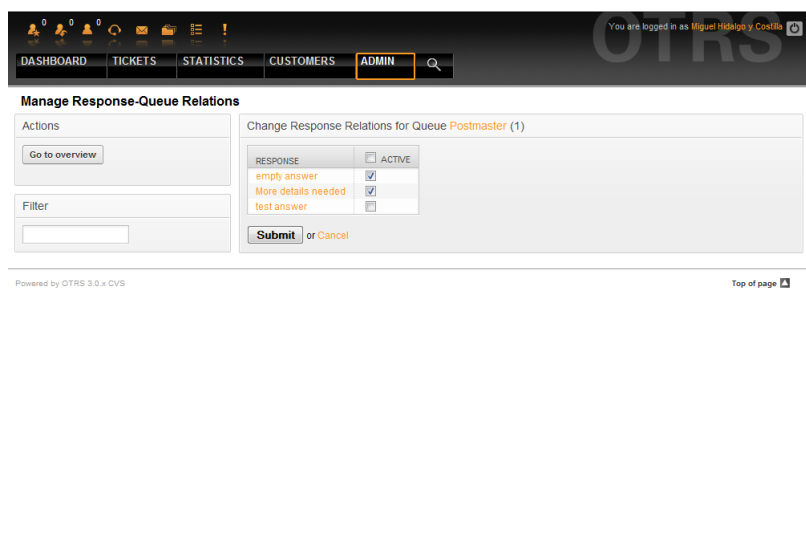 0 0 0
OTRS
You are logged in as Miguel Hidalgo y Costilla
DASHBOARD TICKETS STATISTICS CUSTOMERS ADMIN
Manage Response-Queue Relations
Actions
Go to overview
Filter
Change Response Relations for Queue Postmaster (1)
RESPONSE ACTIVE
empty answer
More details needed
test answer
Submit or Cancel
Powered by OTRS 3.0.x CVS
Top of page